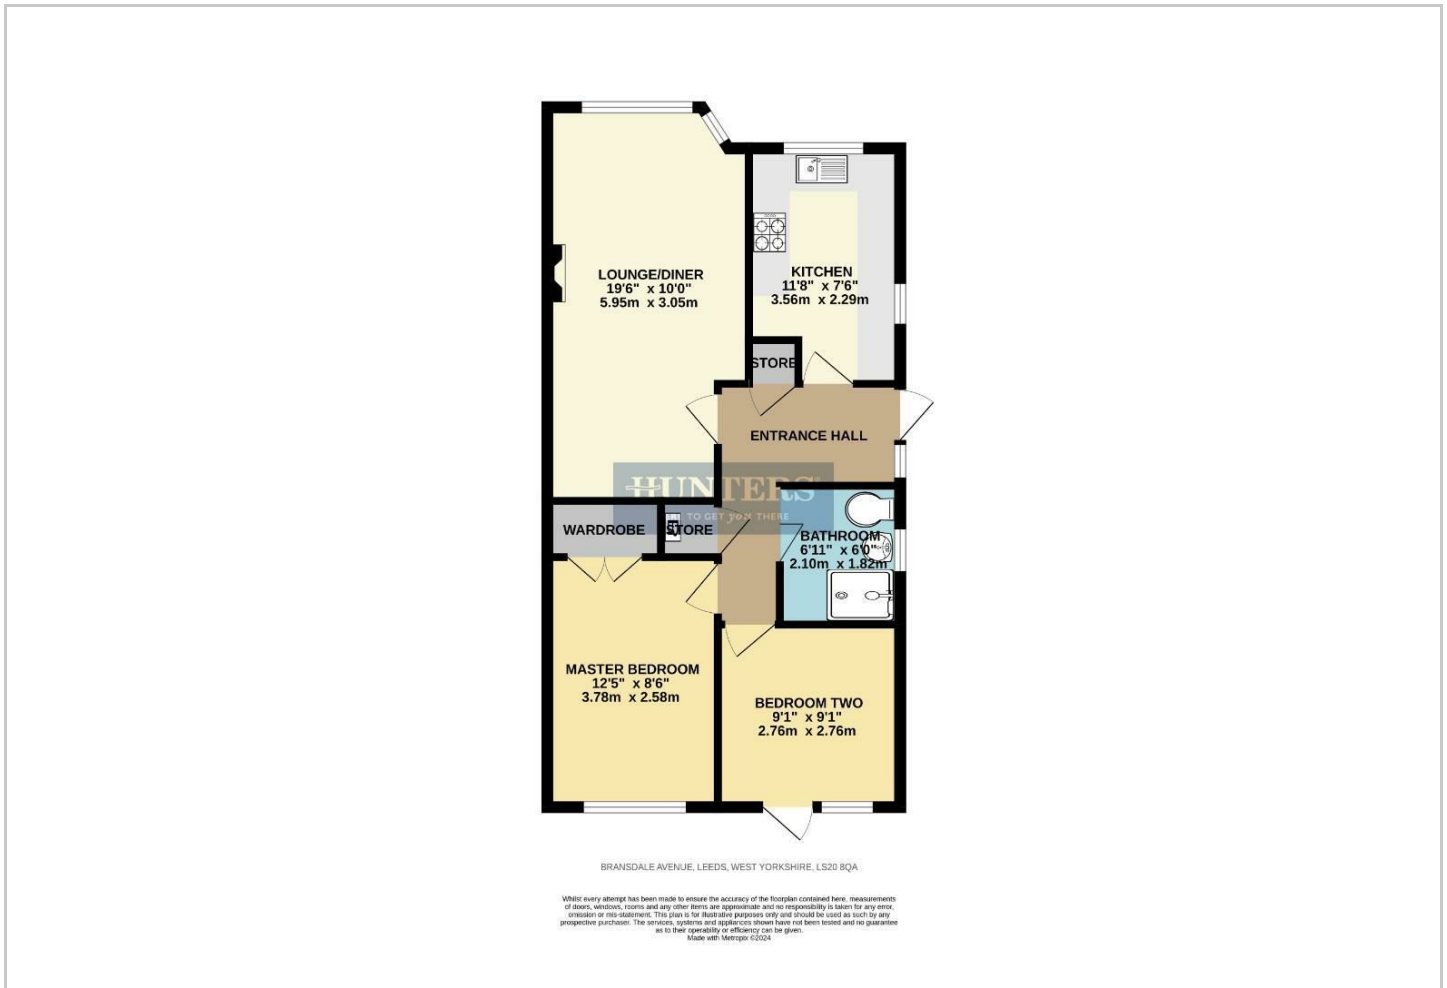 LOUNGE/DINER
19'6" x 10'0"
5.95m x 3.05m
KITCHEN
11'8" x 7'6"
3.56m x 2.29m
STORE
ENTRANCE HALL
HUNTERS
HERE TO GET you THERE
WARDROBE
STORE
BATHROOM
6'11" x 6'0"
2.10m x 1.82m
MASTER BEDROOM
12'5" x 8'6"
3.78m x 2.58m
BEDROOM TWO
9'1" x 9'1"
2.76m x 2.76m
BRANSDALE AVENUE, LEEDS, WEST YORKSHIRE, LS20 8QA
Whilst every attempt has been made to ensure the accuracy of the floorplan contained here, measurements
of doors, windows, rooms and any other items are approximate and no responsibility is taken for any error,
omission or mis-statement. This plan is for illustrative purposes only and should be used as such by any
prospective purchaser. The services, systems and appliances shown have not been tested and no guarantee
as to their operability or efficiency can be given.
Made with Metropix ©2024